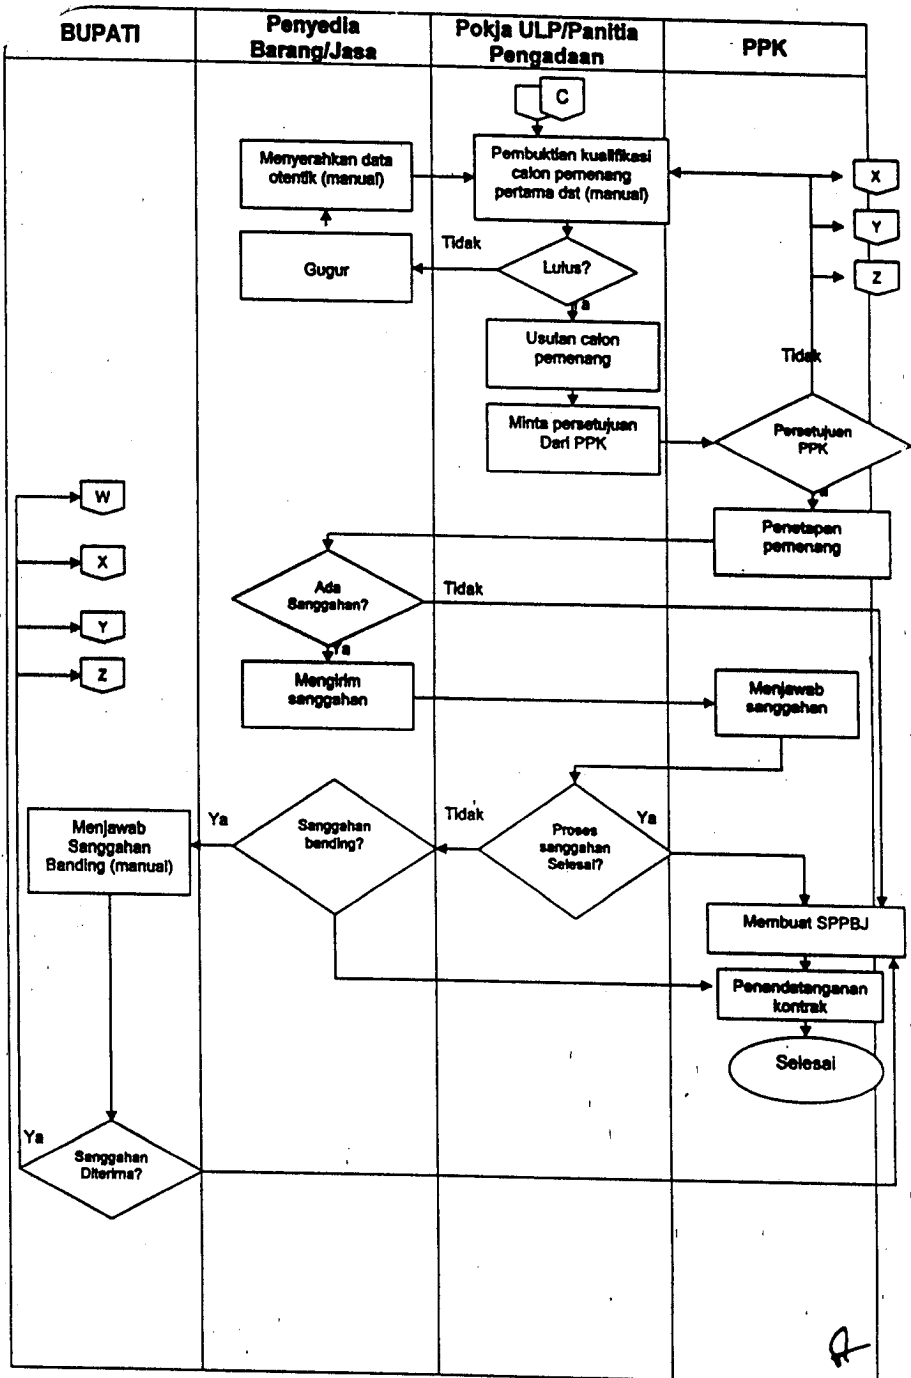 BUPATI
Penyedia
Barang/Jasa
Pokja ULP/Panitia
Pengadaan
PPK
C
Menyerahkan data
otentik (manual)
Pembuktian kualifikasi
calon pemenang
pertama dst (manual)
X
Y
Z
Tidak
Gugur
Lulus?
Ya
Usulan calon
pemenang
Tidak
Minta persetujuan
Dari PPK
Persetujuan
PPK
a
W
X
Y
Z
Penetapan
pemenang
Ada
Sanggahan?
Tidak
Ya
Mengirim
sanggahan
Menjawab
sanggahan
Menjawab
Sanggahan
Banding (manual)
Ya
Sanggahan
banding?
Tidak
Proses
sanggahan
Selesai?
Ya
Membuat SPPBJ
Penandatanganan
kontrak
Selesai
Ya
Sanggahan
Diterima?